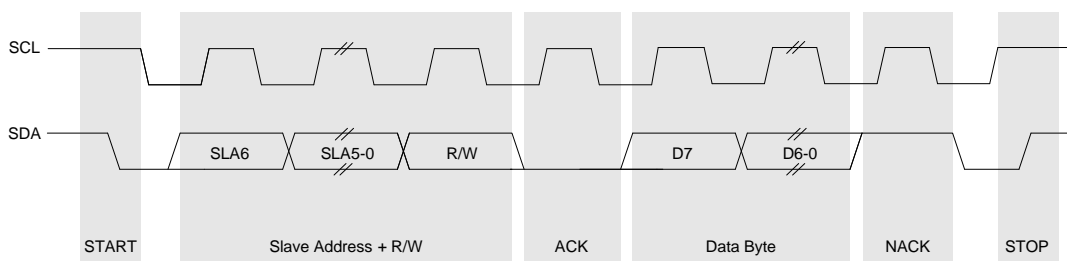 SCL
SDA
SLA6
SLA5-0
R/W
D7
D6-0
START
Slave Address + R/W
ACK
Data Byte
NACK
STOP